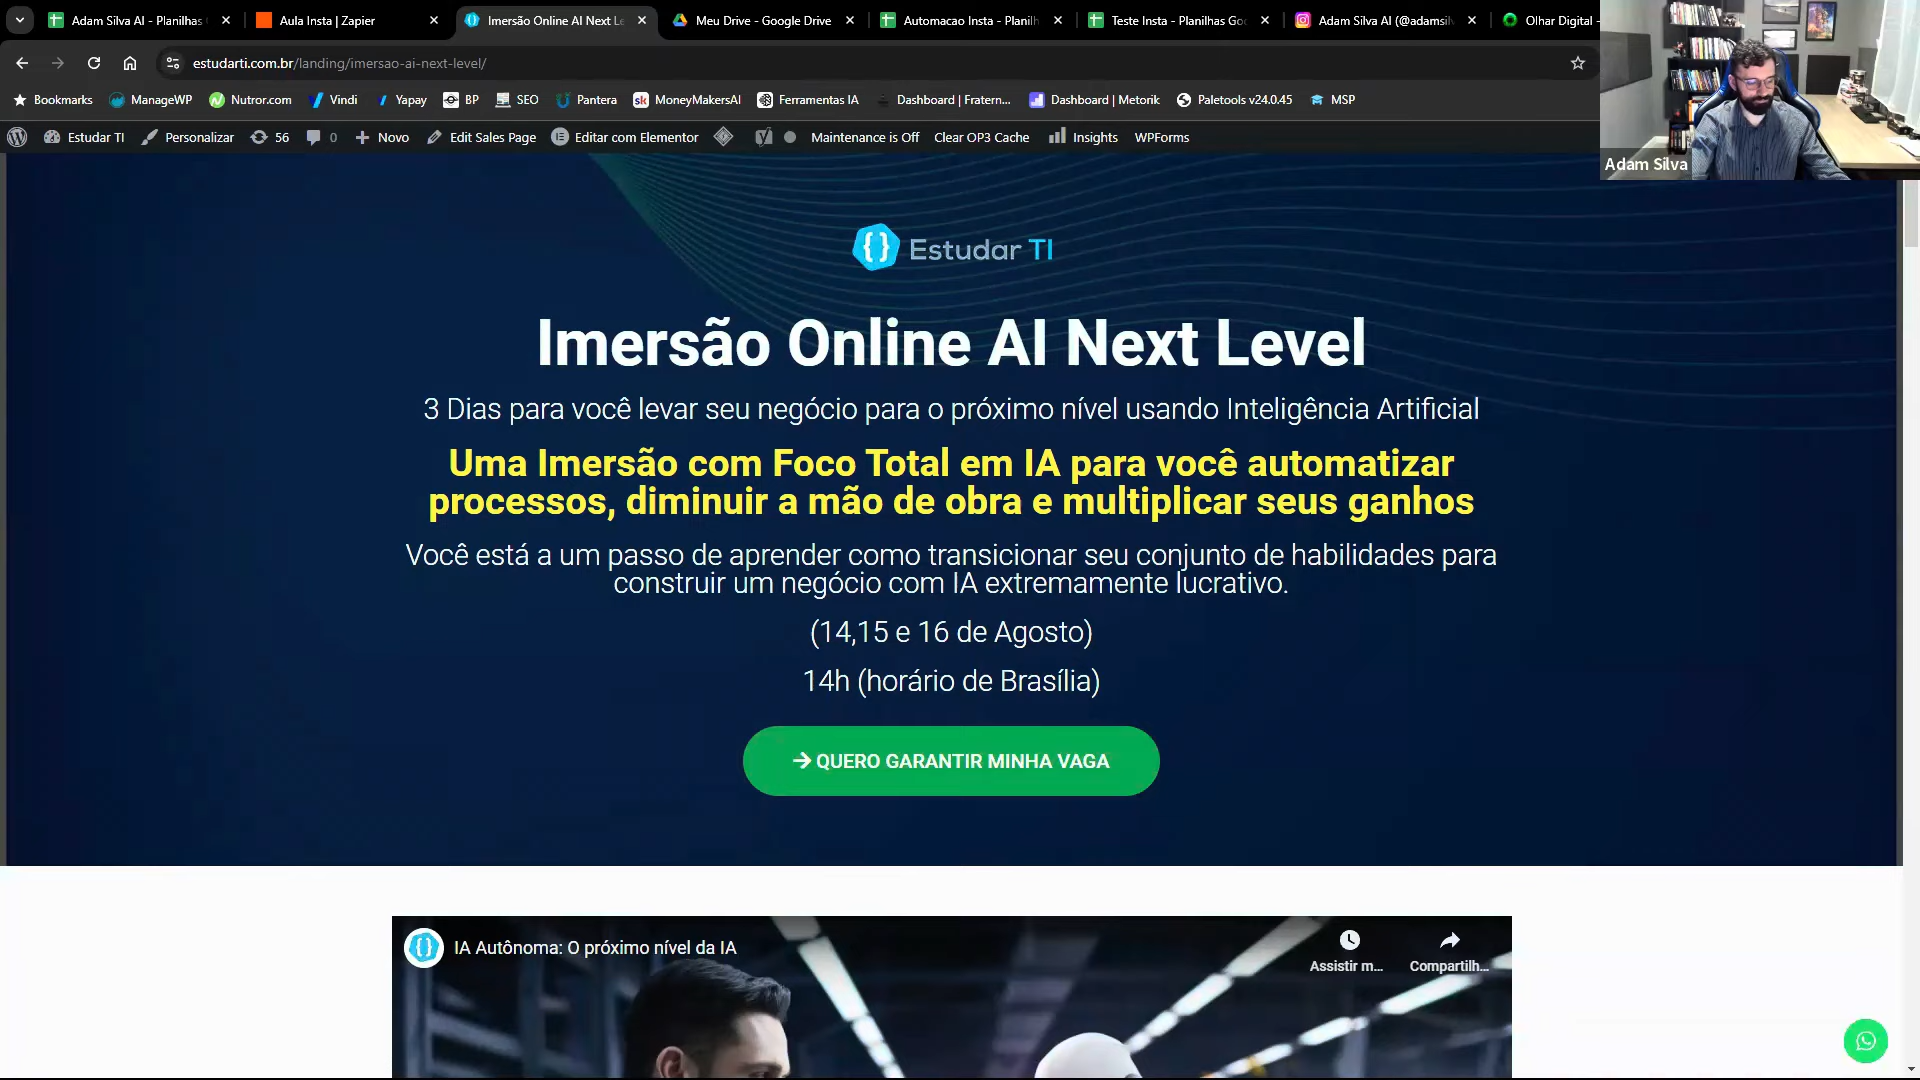 Adam Silva AI - Planilhas
Aula Insta | Zapier
Imersão Online AI Next Le
Meu Drive - Google Drive
Automacao Insta - Planilh
Teste Insta - Planilhas Goo
Adam Silva AI (@adamsil
Olhar Digital -
estudarti.com.br/landing/imersao-ai-next-level/
Bookmarks
ManageWP
Nutror.com
Vindi
Yapay
BP
SEO
Pantera
sk
MoneyMakersAI
Ferramentas IA
Dashboard | Fratern...
Dashboard | Metorik
Paletools v24.0.45
MSP
Estudar TI
Personalizar
56
0
Novo
Edit Sales Page
Editar com Elementor
Maintenance is Off
Clear OP3 Cache
Insights
WPForms
Adam Silva
{ } Estudar TI
Imersão Online AI Next Level
3 Dias para você levar seu negócio para o próximo nível usando Inteligência Artificial
Uma Imersão com Foco Total em IA para você automatizar
processos, diminuir a mão de obra e multiplicar seus ganhos
Você está a um passo de aprender como transicionar seu conjunto de habilidades para
construir um negócio com IA extremamente lucrativo.
(14,15 e 16 de Agosto)
14h (horário de Brasília)
→ QUERO GARANTIR MINHA VAGA
IA Autônoma: O próximo nível da IA
Assistir m...
Compartilh...